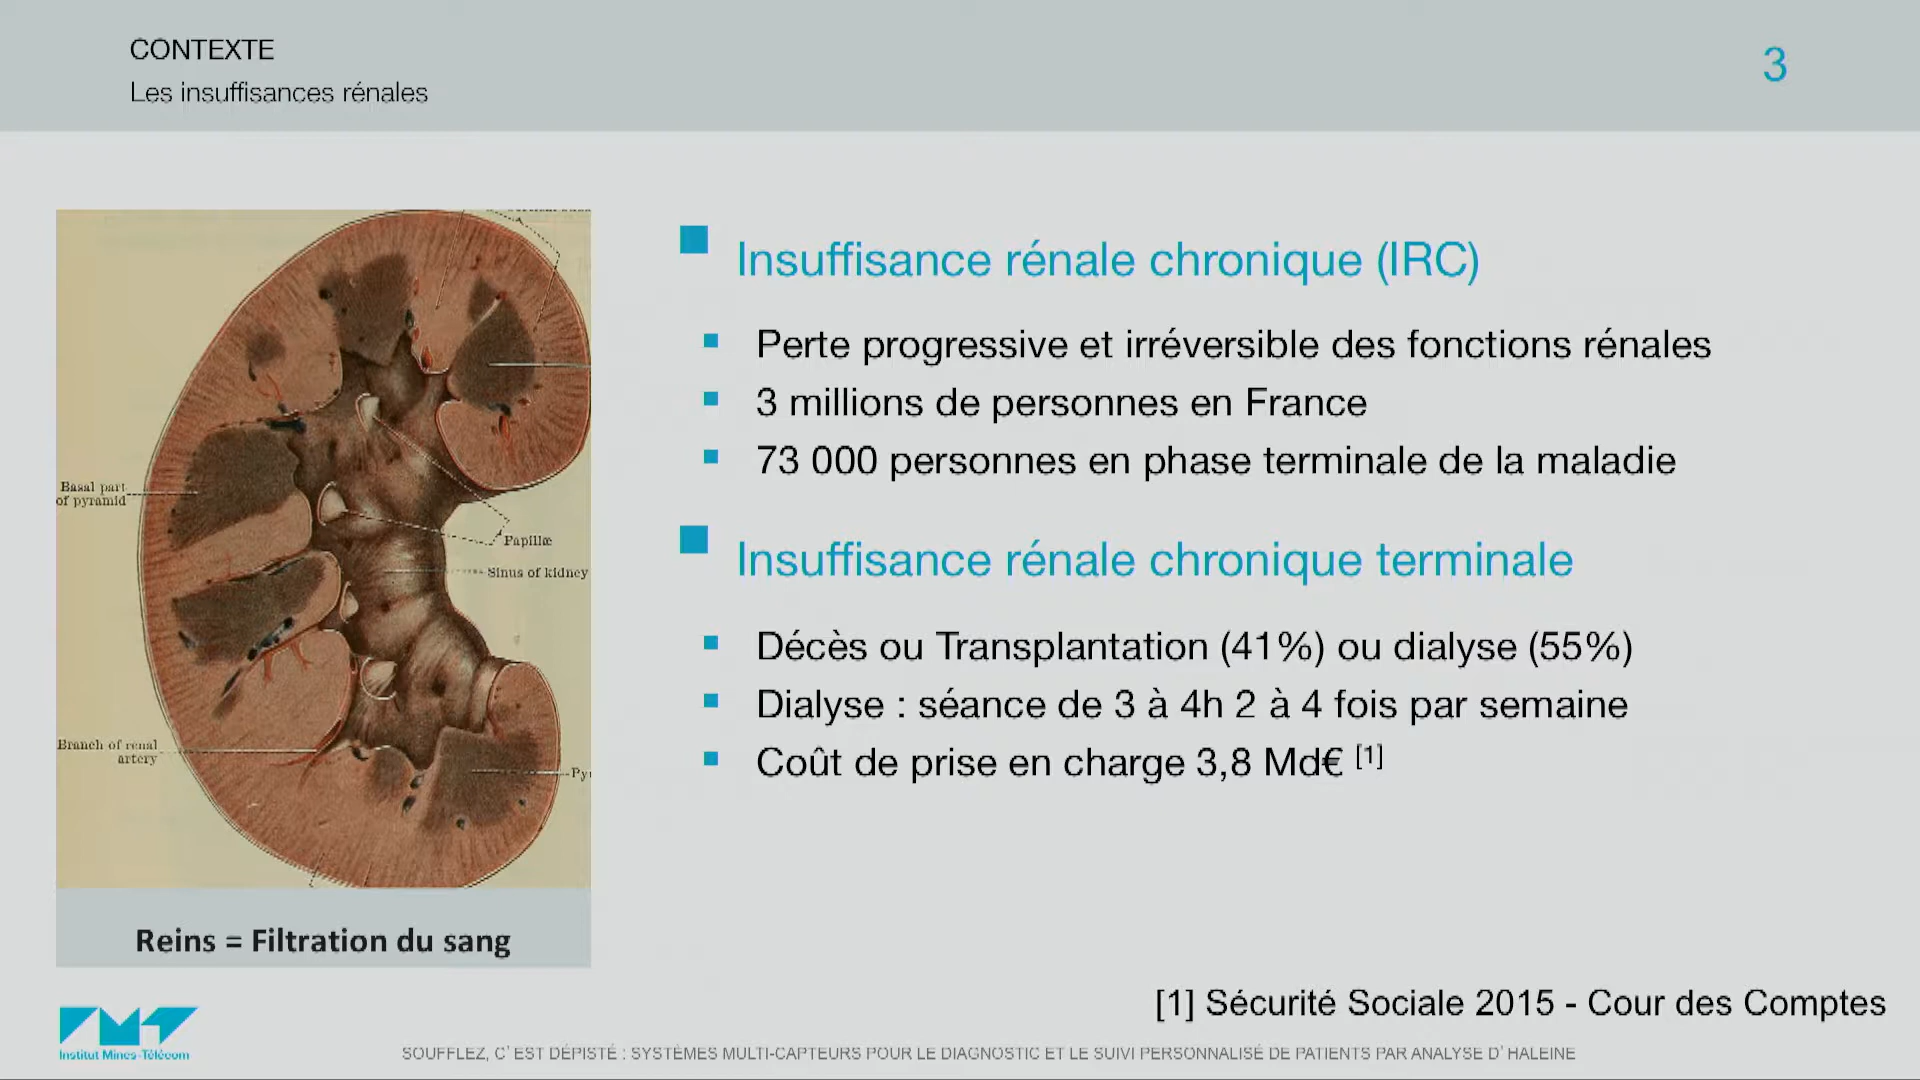 CONTEXTE
Les insuffisances rénales
3
Basal part
of pyramid
Papillæ
Sinus of kidney
Branch of renal
artery
Reins = Filtration du sang
Insuffisance rénale chronique (IRC)
Perte progressive et irréversible des fonctions rénales
3 millions de personnes en France
73 000 personnes en phase terminale de la maladie
Insuffisance rénale chronique terminale
Décès ou Transplantation (41%) ou dialyse (55%)
Dialyse : séance de 3 à 4h 2 à 4 fois par semaine
Coût de prise en charge 3,8 Md€ [1]
[1] Sécurité Sociale 2015 - Cour des Comptes
IMT
Institut Mines-Télécom
SOUFFLEZ, C’EST DÉPISTÉ : SYSTÈMES MULTI-CAPTEURS POUR LE DIAGNOSTIC ET LE SUIVI PERSONNALISÉ DE PATIENTS PAR ANALYSE D’HALEINE